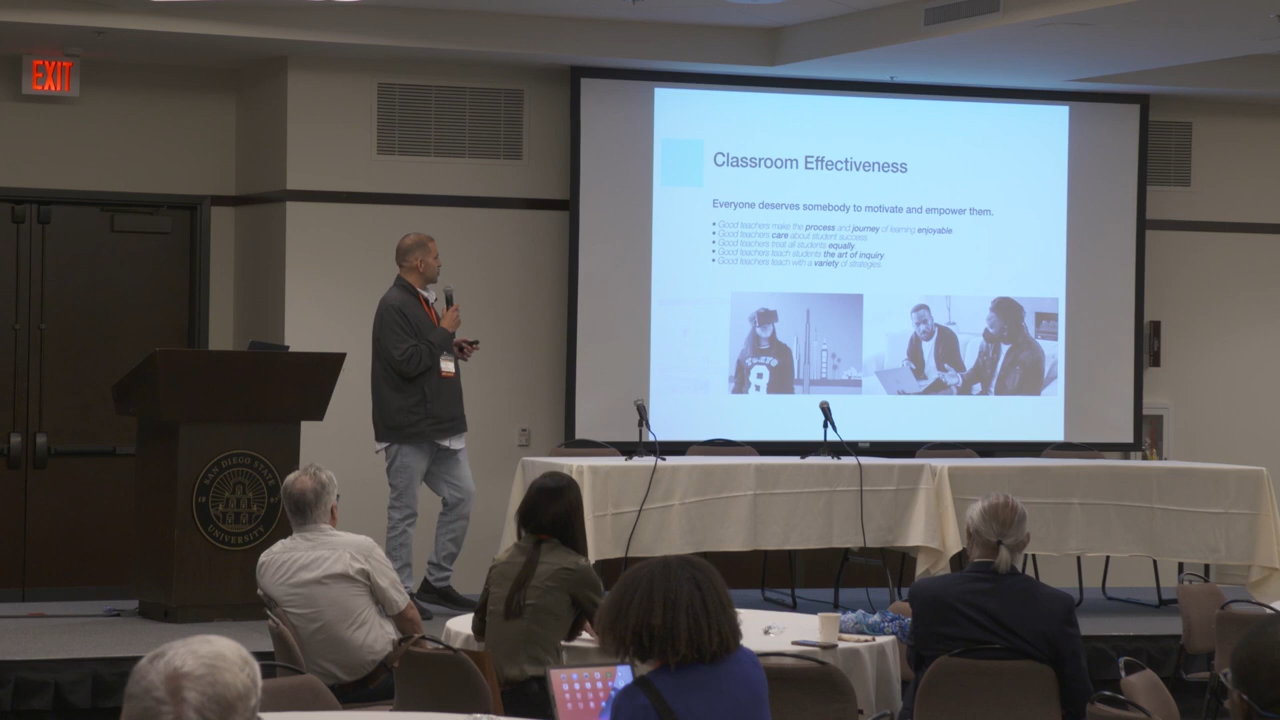 EXIT
Classroom Effectiveness
Everyone deserves somebody to motivate and empower them.
• Good teachers make the process and journey of learning enjoyable.
• Good teachers care about student success.
• Good teachers treat all students equally.
• Good teachers teach students the art of inquiry.
• Good teachers teach with a variety of strategies.
TOKYO
8
SAN DIEGO STATE
UNIVERSITY